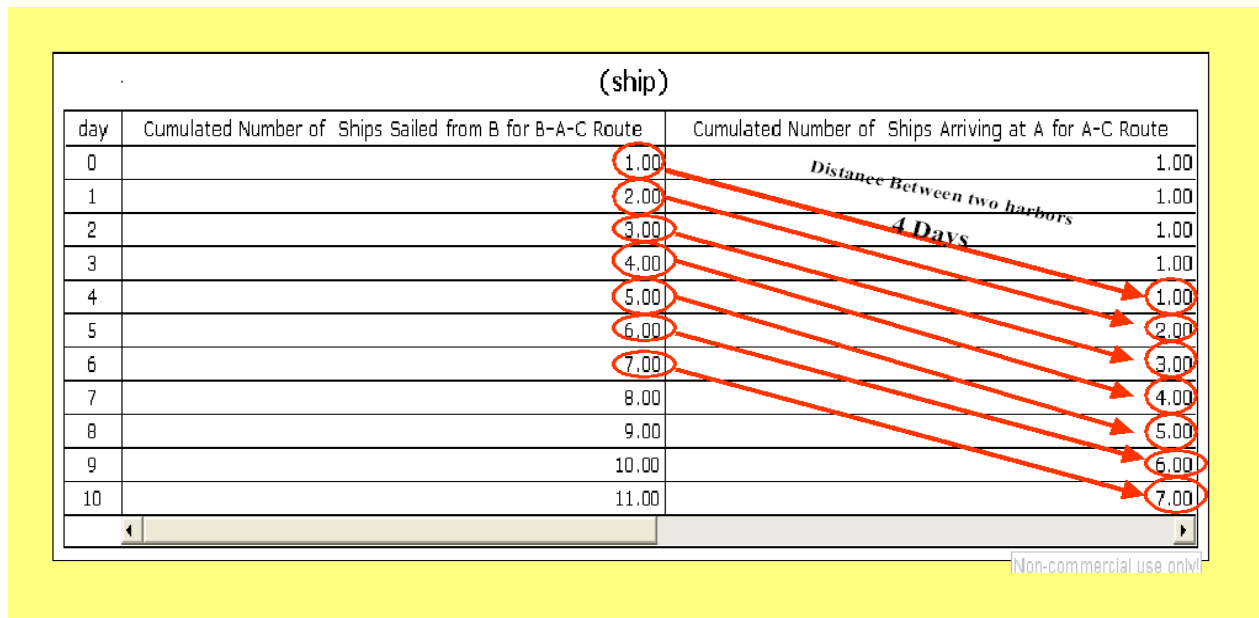 (ship)
day Cumulated Number of Ships Sailed from B for B-A-C Route Cumulated Number of Ships Arriving at A for A-C Route
0 1.00 1.00
1 2.00 1.00
2 3.00 1.00
3 4.00 1.00
4 5.00 1.00
5 6.00 2.00
6 7.00 3.00
7 8.00 4.00
8 9.00 5.00
9 10.00 6.00
10 11.00 7.00
Distance Between two harbors
4 Days
Non-commercial use only!